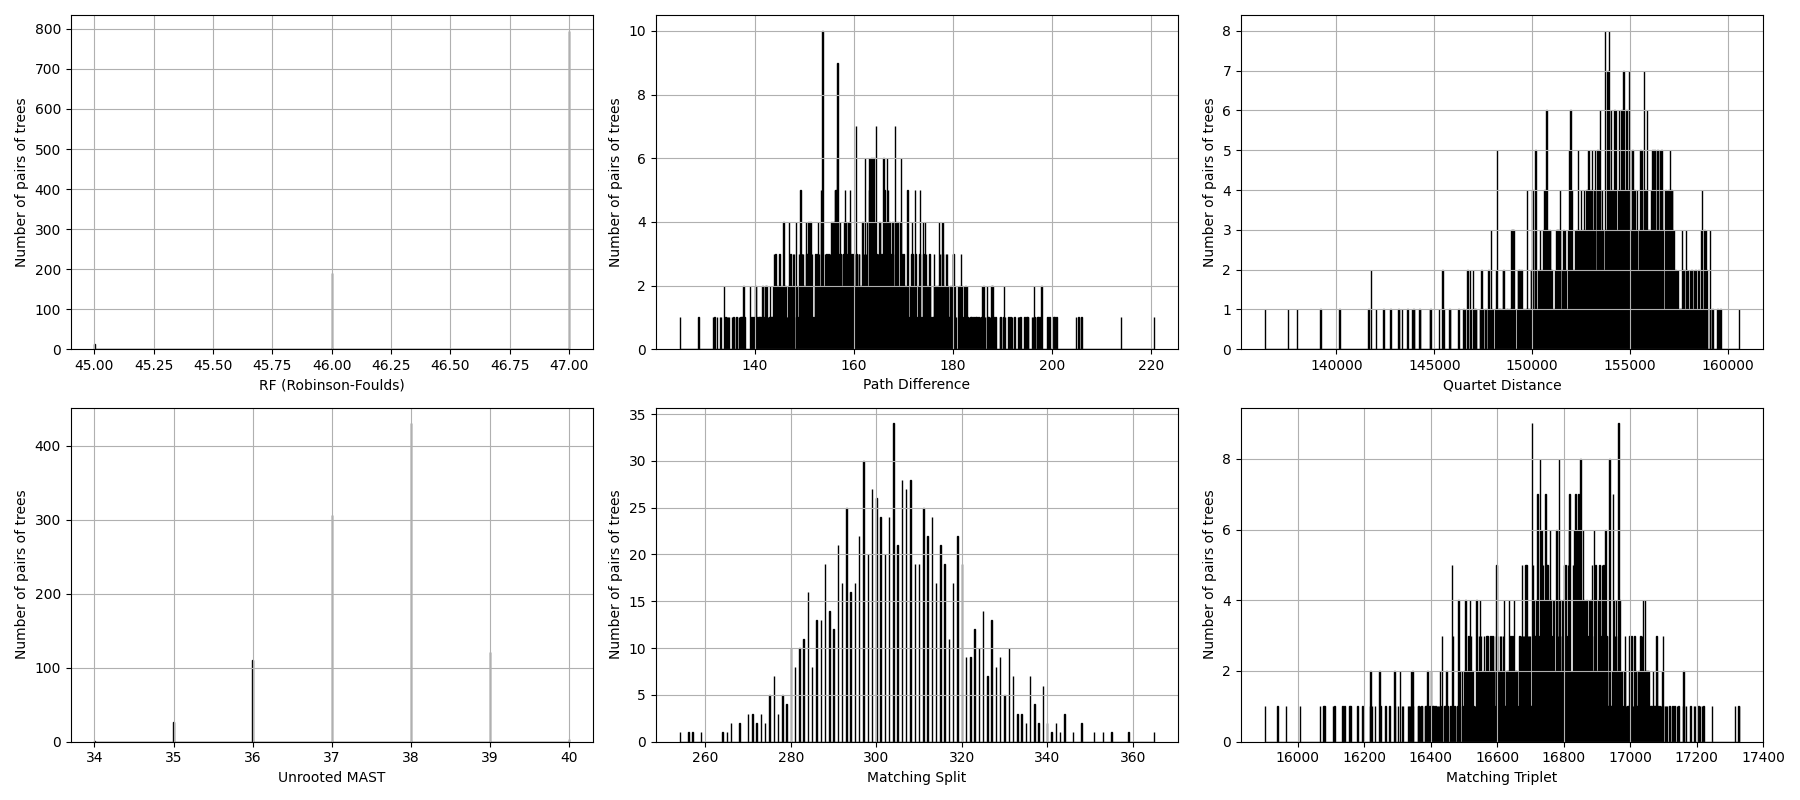 800
700
600
500
400
300
200
100
0
Number of pairs of trees
45.00 45.25 45.50 45.75 46.00 46.25 46.50 46.75 47.00
RF (Robinson-Foulds)
10
8
6
4
2
0
Number of pairs of trees
140 160 180 200 220
Path Difference
8
7
6
5
4
3
2
1
0
Number of pairs of trees
140000 145000 150000 155000 160000
Quartet Distance
400
300
200
100
0
Number of pairs of trees
34 35 36 37 38 39 40
Unrooted MAST
35
30
25
20
15
10
5
0
Number of pairs of trees
260 280 300 320 340 360
Matching Split
8
6
4
2
0
Number of pairs of trees
16000 16200 16400 16600 16800 17000 17200 17400
Matching Triplet